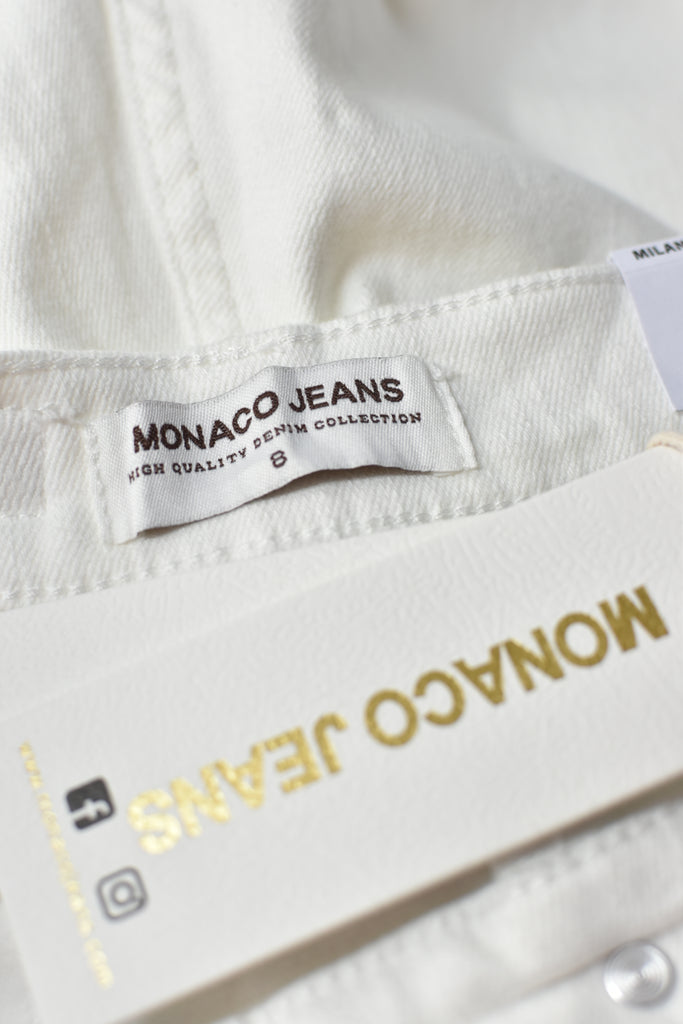 MILAN
MONACO JEANS
HIGH QUALITY DENIM COLLECTION
8
MONACO JEANS